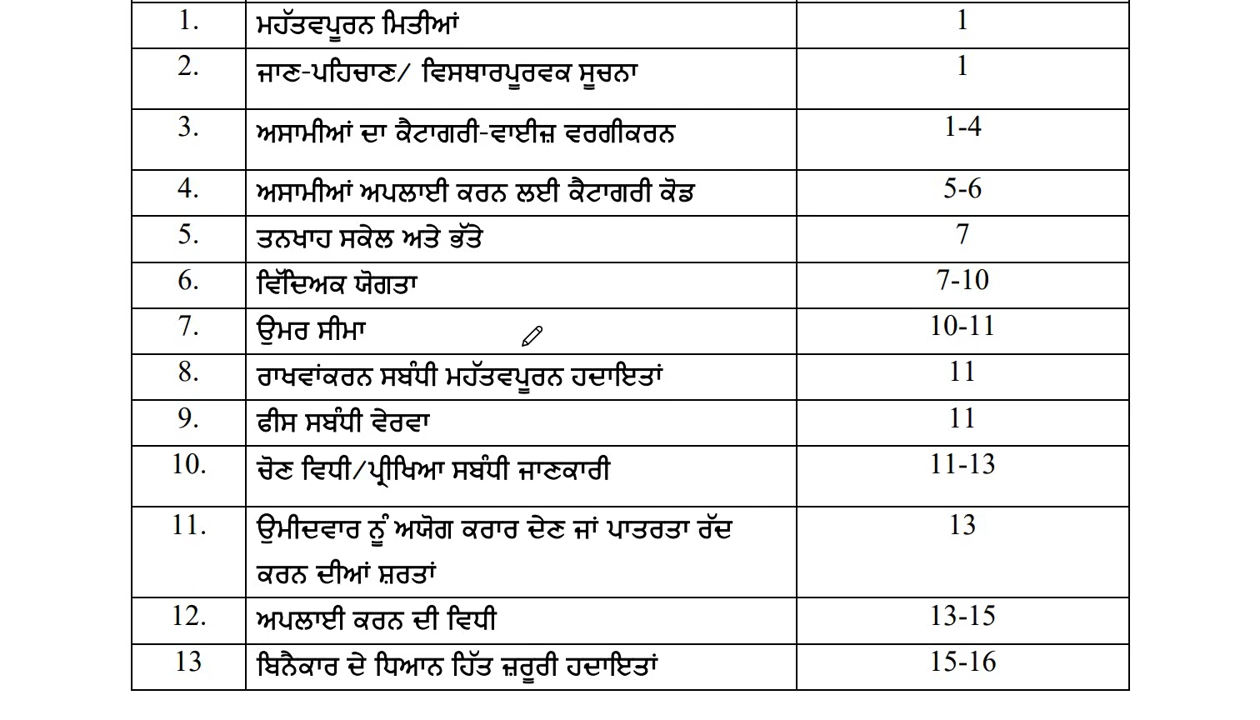 1. ਮਹੱਤਵਪੂਰਨ ਮਿਤੀਆਂ 1
2. ਜਾਣ-ਪਹਿਚਾਣ/ ਵਿਸਥਾਰਪੂਰਵਕ ਸੂਚਨਾ 1
3. ਅਸਾਮੀਆਂ ਦਾ ਕੈਟਾਗਰੀ-ਵਾਈਜ਼ ਵਰਗੀਕਰਨ 1-4
4. ਅਸਾਮੀਆਂ ਅਪਲਾਈ ਕਰਨ ਲਈ ਕੈਟਾਗਰੀ ਕੋਡ 5-6
5. ਤਨਖਾਹ ਸਕੇਲ ਅਤੇ ਭੱਤੇ 7
6. ਵਿੱਦਿਅਕ ਯੋਗਤਾ 7-10
7. ਉਮਰ ਸੀਮਾ 10-11
8. ਰਾਖਵਾਂਕਰਨ ਸਬੰਧੀ ਮਹੱਤਵਪੂਰਨ ਹਦਾਇਤਾਂ 11
9. ਫੀਸ ਸਬੰਧੀ ਵੇਰਵਾ 11
10. ਚੋਣ ਵਿਧੀ/ਪ੍ਰੀਖਿਆ ਸਬੰਧੀ ਜਾਣਕਾਰੀ 11-13
11. ਉਮੀਦਵਾਰ ਨੂੰ ਅਯੋਗ ਕਰਾਰ ਦੇਣ ਜਾਂ ਪਾਤਰਤਾ ਰੱਦ 13
ਕਰਨ ਦੀਆਂ ਸ਼ਰਤਾਂ
12. ਅਪਲਾਈ ਕਰਨ ਦੀ ਵਿਧੀ 13-15
13 ਬਿਨੈਕਾਰ ਦੇ ਧਿਆਨ ਹਿੱਤ ਜ਼ਰੂਰੀ ਹਦਾਇਤਾਂ 15-16